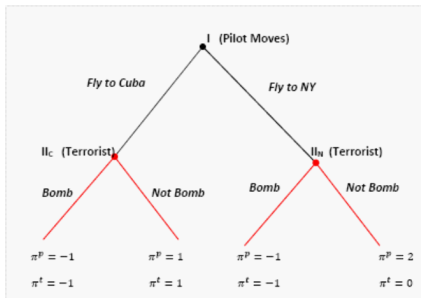 I (Pilot Moves)
Fly to Cuba
Fly to NY
II_C (Terrorist)
II_N (Terrorist)
Bomb
Not Bomb
Bomb
Not Bomb
π^p = −1
π^p = 1
π^p = −1
π^p = 2
π^t = −1
π^t = 1
π^t = −1
π^t = 0